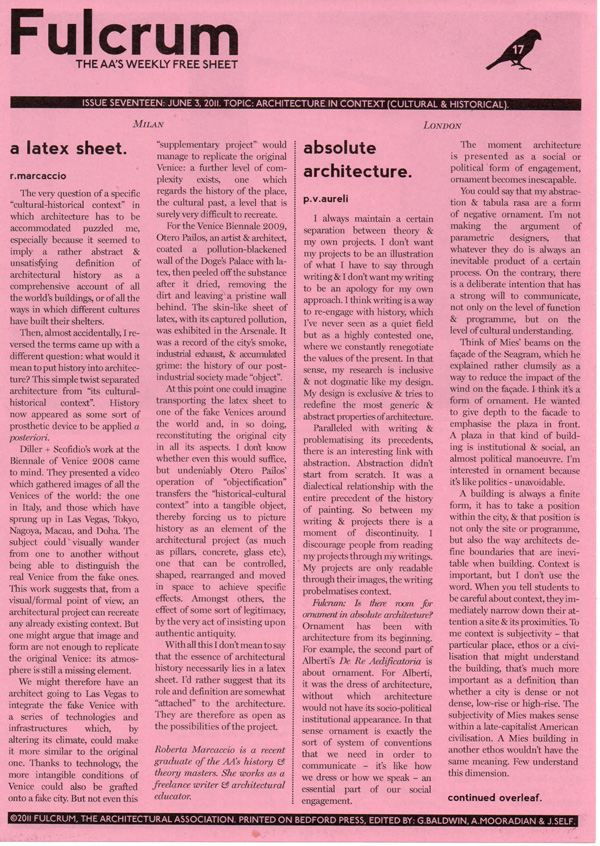 Fulcrum
THE AA'S WEEKLY FREE SHEET
17
ISSUE SEVENTEEN: JUNE 3, 2011. TOPIC: ARCHITECTURE IN CONTEXT (CULTURAL & HISTORICAL).
MILAN
a latex sheet.
r.marcaccio
The very question of a specific
"cultural-historical context" in
which architecture has to be
accommodated puzzled me,
especially because it seemed to
imply a rather abstract &
unsatisfying definition of
architectural history as a
comprehensive account of all
the world's buildings, or of all the
ways in which different cultures
have built their shelters.
Then, almost accidentally, I re-
versed the terms came up with a
different question: what would it
mean to put history into architec-
ture? This simple twist separated
architecture from "its cultural-
historical context". History
now appeared as some sort of
prosthetic device to be applied a
posteriori.
Diller + Scofidio's work at the
Biennale of Venice 2008 came
to mind. They presented a video
which gathered images of all the
Venices of the world: the one
in Italy, and those which have
sprung up in Las Vegas, Tokyo,
Nagoya, Macau, and Doha. The
subject could visually wander
from one to another without
being able to distinguish the
real Venice from the fake ones.
This work suggests that, from a
visual/formal point of view, an
architectural project can recreate
any already existing context. But
one might argue that image and
form are not enough to replicate
the original Venice: its atmos-
phere is still a missing element.
We might therefore have an
architect going to Las Vegas to
integrate the fake Venice with
a series of technologies and
infrastructures which, by
altering its climate, could make
it more similar to the original
one. Thanks to technology, the
more intangible conditions of
Venice could also be grafted
onto a fake city. But not even this
"supplementary project" would
manage to replicate the original
Venice: a further level of com-
plexity exists, one which
regards the history of the place,
the cultural past, a level that is
surely very difficult to recreate.
For the Venice Biennale 2009,
Otero Pailos, an artist & architect,
coated a pollution-blackened
wall of the Doge's Palace with la-
tex, then peeled off the substance
after it dried, removing the
dirt and leaving a pristine wall
behind. The skin-like sheet of
latex, with its captured pollution,
was exhibited in the Arsenale. It
was a record of the city's smoke,
industrial exhaust, & accumulated
grime: the history of our post-
industrial society made "object".
At this point one could imagine
transporting the latex sheet to
one of the fake Venices around
the world and, in so doing,
reconstituting the original city
in all its aspects. I don't know
whether even this would suffice,
but undeniably Otero Pailos'
operation of "objectification"
transfers the "historical-cultural
context" into a tangible object,
thereby forcing us to picture
history as an element of the
architectural project (as much
as pillars, concrete, glass etc),
one that can be controlled,
shaped, rearranged and moved
in space to achieve specific
effects. Amongst others, the
effect of some sort of legitimacy,
by the very act of insisting upon
authentic antiquity.
With all this I don't mean to say
that the essence of architectural
history necessarily lies in a latex
sheet. I'd rather suggest that its
role and definition are somewhat
"attached" to the architecture.
They are therefore as open as
the possibilities of the project.
Roberta Marcaccio is a recent
graduate of the AA's history &
theory masters. She works as a
freelance writer & architectural
educator.
LONDON
absolute
architecture.
p.v.aureli
I always maintain a certain
separation between theory &
my own projects. I don't want
my projects to be an illustration
of what I have to say through
writing & I don't want my writing
to be an apology for my own
approach. I think writing is a way
to re-engage with history, which
I've never seen as a quiet field
but as a highly contested one,
where we constantly renegotiate
the values of the present. In that
sense, my research is inclusive
& not dogmatic like my design.
My design is exclusive & tries to
redefine the most generic &
abstract properties of architecture.
Paralleled with writing &
problematising its precedents,
there is an interesting link with
abstraction. Abstraction didn't
start from scratch. It was a
dialectical relationship with the
entire precedent of the history
of painting. So between my
writing & projects there is a
moment of discontinuity. I
discourage people from reading
my projects through my writings.
My projects are only readable
through their images, the writing
probelmatises context.
Fulcrum: Is there room for
ornament in absolute architecture?
Ornament has been with
architecture from its beginning.
For example, the second part of
Alberti's De Re Aedificatoria is
about ornament. For Alberti,
it was the dress of architecture,
without which architecture
would not have its socio-political
institutional appearance. In that
sense ornament is exactly the
sort of system of conventions
that we need in order to
communicate – it's like how
we dress or how we speak – an
essential part of our social
engagement.
The moment architecture
is presented as a social or
political form of engagement,
ornament becomes inescapable.
You could say that my abstrac-
tion & tabula rasa are a form
of negative ornament. I'm not
making the argument of
parametric designers, that
whatever they do is always an
inevitable product of a certain
process. On the contrary, there
is a deliberate intention that has
a strong will to communicate,
not only on the level of function
& programme, but on the
level of cultural understanding.
Think of Mies' beams on the
façade of the Seagram, which he
explained rather clumsily as a
way to reduce the impact of the
wind on the façade. I think it's a
form of ornament. He wanted
to give depth to the facade to
emphasise the plaza in front.
A plaza in that kind of build-
ing is institutional & social, an
almost political manoeuvre. I'm
interested in ornament because
it's like politics - unavoidable.
A building is always a finite
form, it has to take a position
within the city, & that position is
not only the site or programme,
but also the way architects de-
fine boundaries that are inevi-
table when building. Context is
important, but I don't use the
word. When you tell students to
be careful about context, they im-
mediately narrow down their at-
tention a site & its proximities. To
me context is subjectivity – that
particular place, ethos or a civi-
lisation that might understand
the building, that's much more
important as a definition than
whether a city is dense or not
dense, low-rise or high-rise. The
subjectivity of Mies makes sense
within a late-capitalist American
civilisation. A Mies building in
another ethos wouldn't have the
same meaning. Few understand
this dimension.
continued overleaf.
©2011 FULCRUM, THE ARCHITECTURAL ASSOCIATION. PRINTED ON BEDFORD PRESS, EDITED BY: G.BALDWIN, A.MOORADIAN & J.SELF.